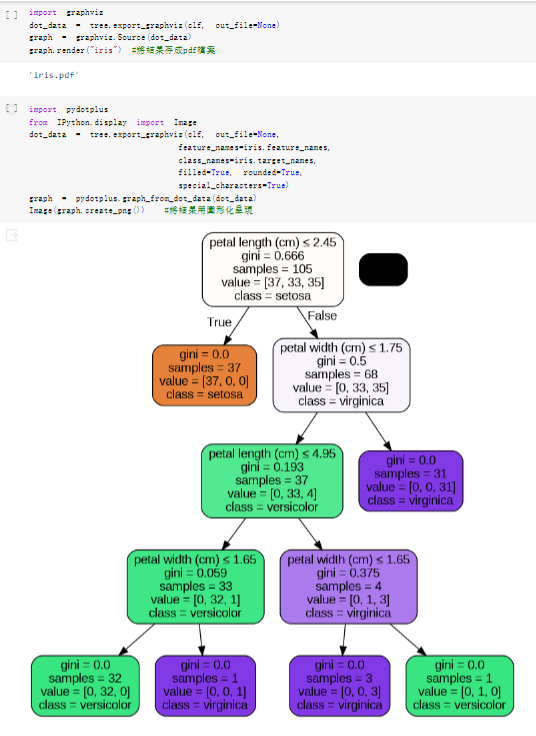 [ ] import graphviz
dot_data = tree.export_graphviz(clf, out_file=None)
graph = graphviz.Source(dot_data)
graph.render("iris") #將結果存成pdf檔案
'iris.pdf'
[ ] import pydotplus
from IPython.display import Image
dot_data = tree.export_graphviz(clf, out_file=None,
feature_names=iris.feature_names,
class_names=iris.target_names,
filled=True, rounded=True,
special_characters=True)
graph = pydotplus.graph_from_dot_data(dot_data)
Image(graph.create_png()) #將結果用圖形化呈現
petal length (cm) ≤ 2.45
gini = 0.666
samples = 105
value = [37, 33, 35]
class = setosa
True
False
gini = 0.0
samples = 37
value = [37, 0, 0]
class = setosa
petal width (cm) ≤ 1.75
gini = 0.5
samples = 68
value = [0, 33, 35]
class = virginica
petal length (cm) ≤ 4.95
gini = 0.193
samples = 37
value = [0, 33, 4]
class = versicolor
gini = 0.0
samples = 31
value = [0, 0, 31]
class = virginica
petal width (cm) ≤ 1.65
gini = 0.059
samples = 33
value = [0, 32, 1]
class = versicolor
petal width (cm) ≤ 1.65
gini = 0.375
samples = 4
value = [0, 1, 3]
class = virginica
gini = 0.0
samples = 32
value = [0, 32, 0]
class = versicolor
gini = 0.0
samples = 1
value = [0, 0, 1]
class = virginica
gini = 0.0
samples = 3
value = [0, 0, 3]
class = virginica
gini = 0.0
samples = 1
value = [0, 1, 0]
class = versicolor